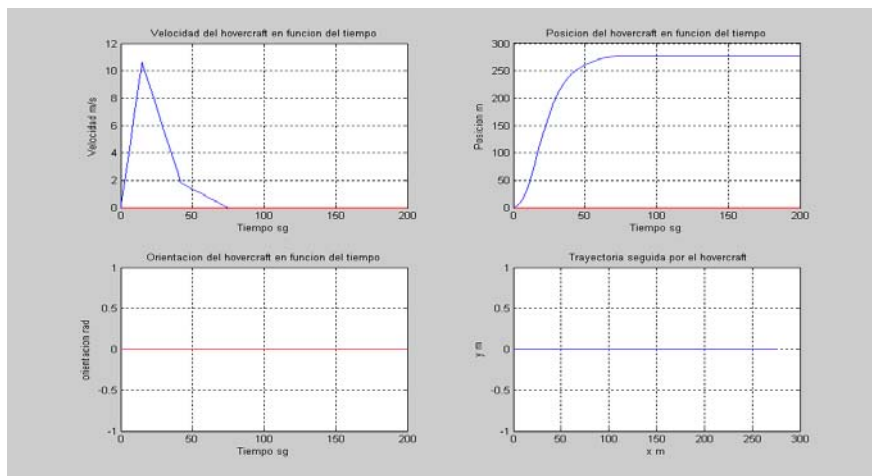 Velocidad del hovercraft en funcion del tiempo
12
10
8
6
4
2
0
Velocidad m/s
0 50 100 150 200
Tiempo sg
Posicion del hovercraft en funcion del tiempo
300
250
200
150
100
50
0
Posicion m
0 50 100 150 200
Tiempo sg
Orientacion del hovercraft en funcion del tiempo
1
0.5
0
-0.5
-1
orientacion rad
0 50 100 150 200
Tiempo sg
Trayectoria seguida por el hovercraft
1
0.5
0
-0.5
-1
y m
0 50 100 150 200 250 300
x m